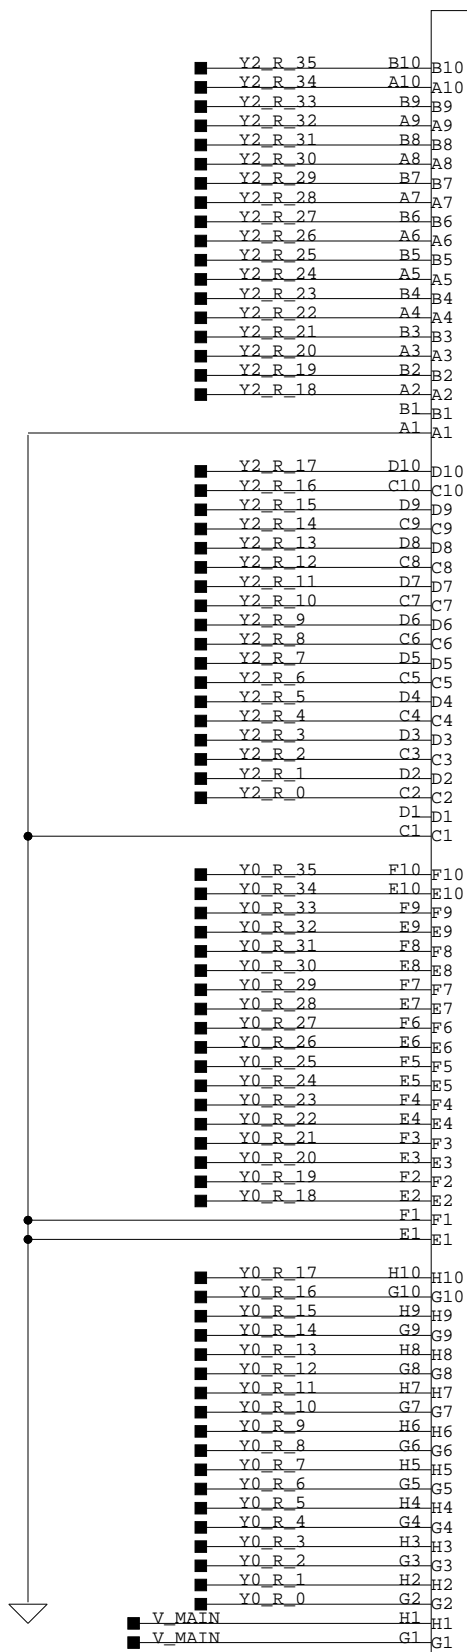 Y2_R_35 B10 B10
Y2_R_34 A10 A10
Y2_R_33 B9 B9
Y2_R_32 A9 A9
Y2_R_31 B8 B8
Y2_R_30 A8 A8
Y2_R_29 B7 B7
Y2_R_28 A7 A7
Y2_R_27 B6 B6
Y2_R_26 A6 A6
Y2_R_25 B5 B5
Y2_R_24 A5 A5
Y2_R_23 B4 B4
Y2_R_22 A4 A4
Y2_R_21 B3 B3
Y2_R_20 A3 A3
Y2_R_19 B2 B2
Y2_R_18 A2 A2
B1 B1
A1 A1
Y2_R_17 D10 D10
Y2_R_16 C10 C10
Y2_R_15 D9 D9
Y2_R_14 C9 C9
Y2_R_13 D8 D8
Y2_R_12 C8 C8
Y2_R_11 D7 D7
Y2_R_10 C7 C7
Y2_R_9 D6 D6
Y2_R_8 C6 C6
Y2_R_7 D5 D5
Y2_R_6 C5 C5
Y2_R_5 D4 D4
Y2_R_4 C4 C4
Y2_R_3 D3 D3
Y2_R_2 C3 C3
Y2_R_1 D2 D2
Y2_R_0 C2 C2
D1 D1
C1 C1
Y0_R_35 F10 F10
Y0_R_34 E10 E10
Y0_R_33 F9 F9
Y0_R_32 E9 E9
Y0_R_31 F8 F8
Y0_R_30 E8 E8
Y0_R_29 F7 F7
Y0_R_28 E7 E7
Y0_R_27 F6 F6
Y0_R_26 E6 E6
Y0_R_25 F5 F5
Y0_R_24 E5 E5
Y0_R_23 F4 F4
Y0_R_22 E4 E4
Y0_R_21 F3 F3
Y0_R_20 E3 E3
Y0_R_19 F2 F2
Y0_R_18 E2 E2
F1 F1
E1 E1
Y0_R_17 H10 H10
Y0_R_16 G10 G10
Y0_R_15 H9 H9
Y0_R_14 G9 G9
Y0_R_13 H8 H8
Y0_R_12 G8 G8
Y0_R_11 H7 H7
Y0_R_10 G7 G7
Y0_R_9 H6 H6
Y0_R_8 G6 G6
Y0_R_7 H5 H5
Y0_R_6 G5 G5
Y0_R_5 H4 H4
Y0_R_4 G4 G4
Y0_R_3 H3 H3
Y0_R_2 G3 G3
Y0_R_1 H2 H2
Y0_R_0 G2 G2
V_MAIN H1 H1
V_MAIN G1 G1